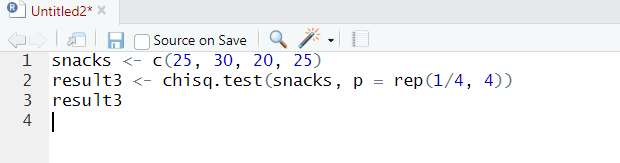 Untitled2*
Source on Save
1 snacks <- c(25, 30, 20, 25)
2 result3 <- chisq.test(snacks, p = rep(1/4, 4))
3 result3
4